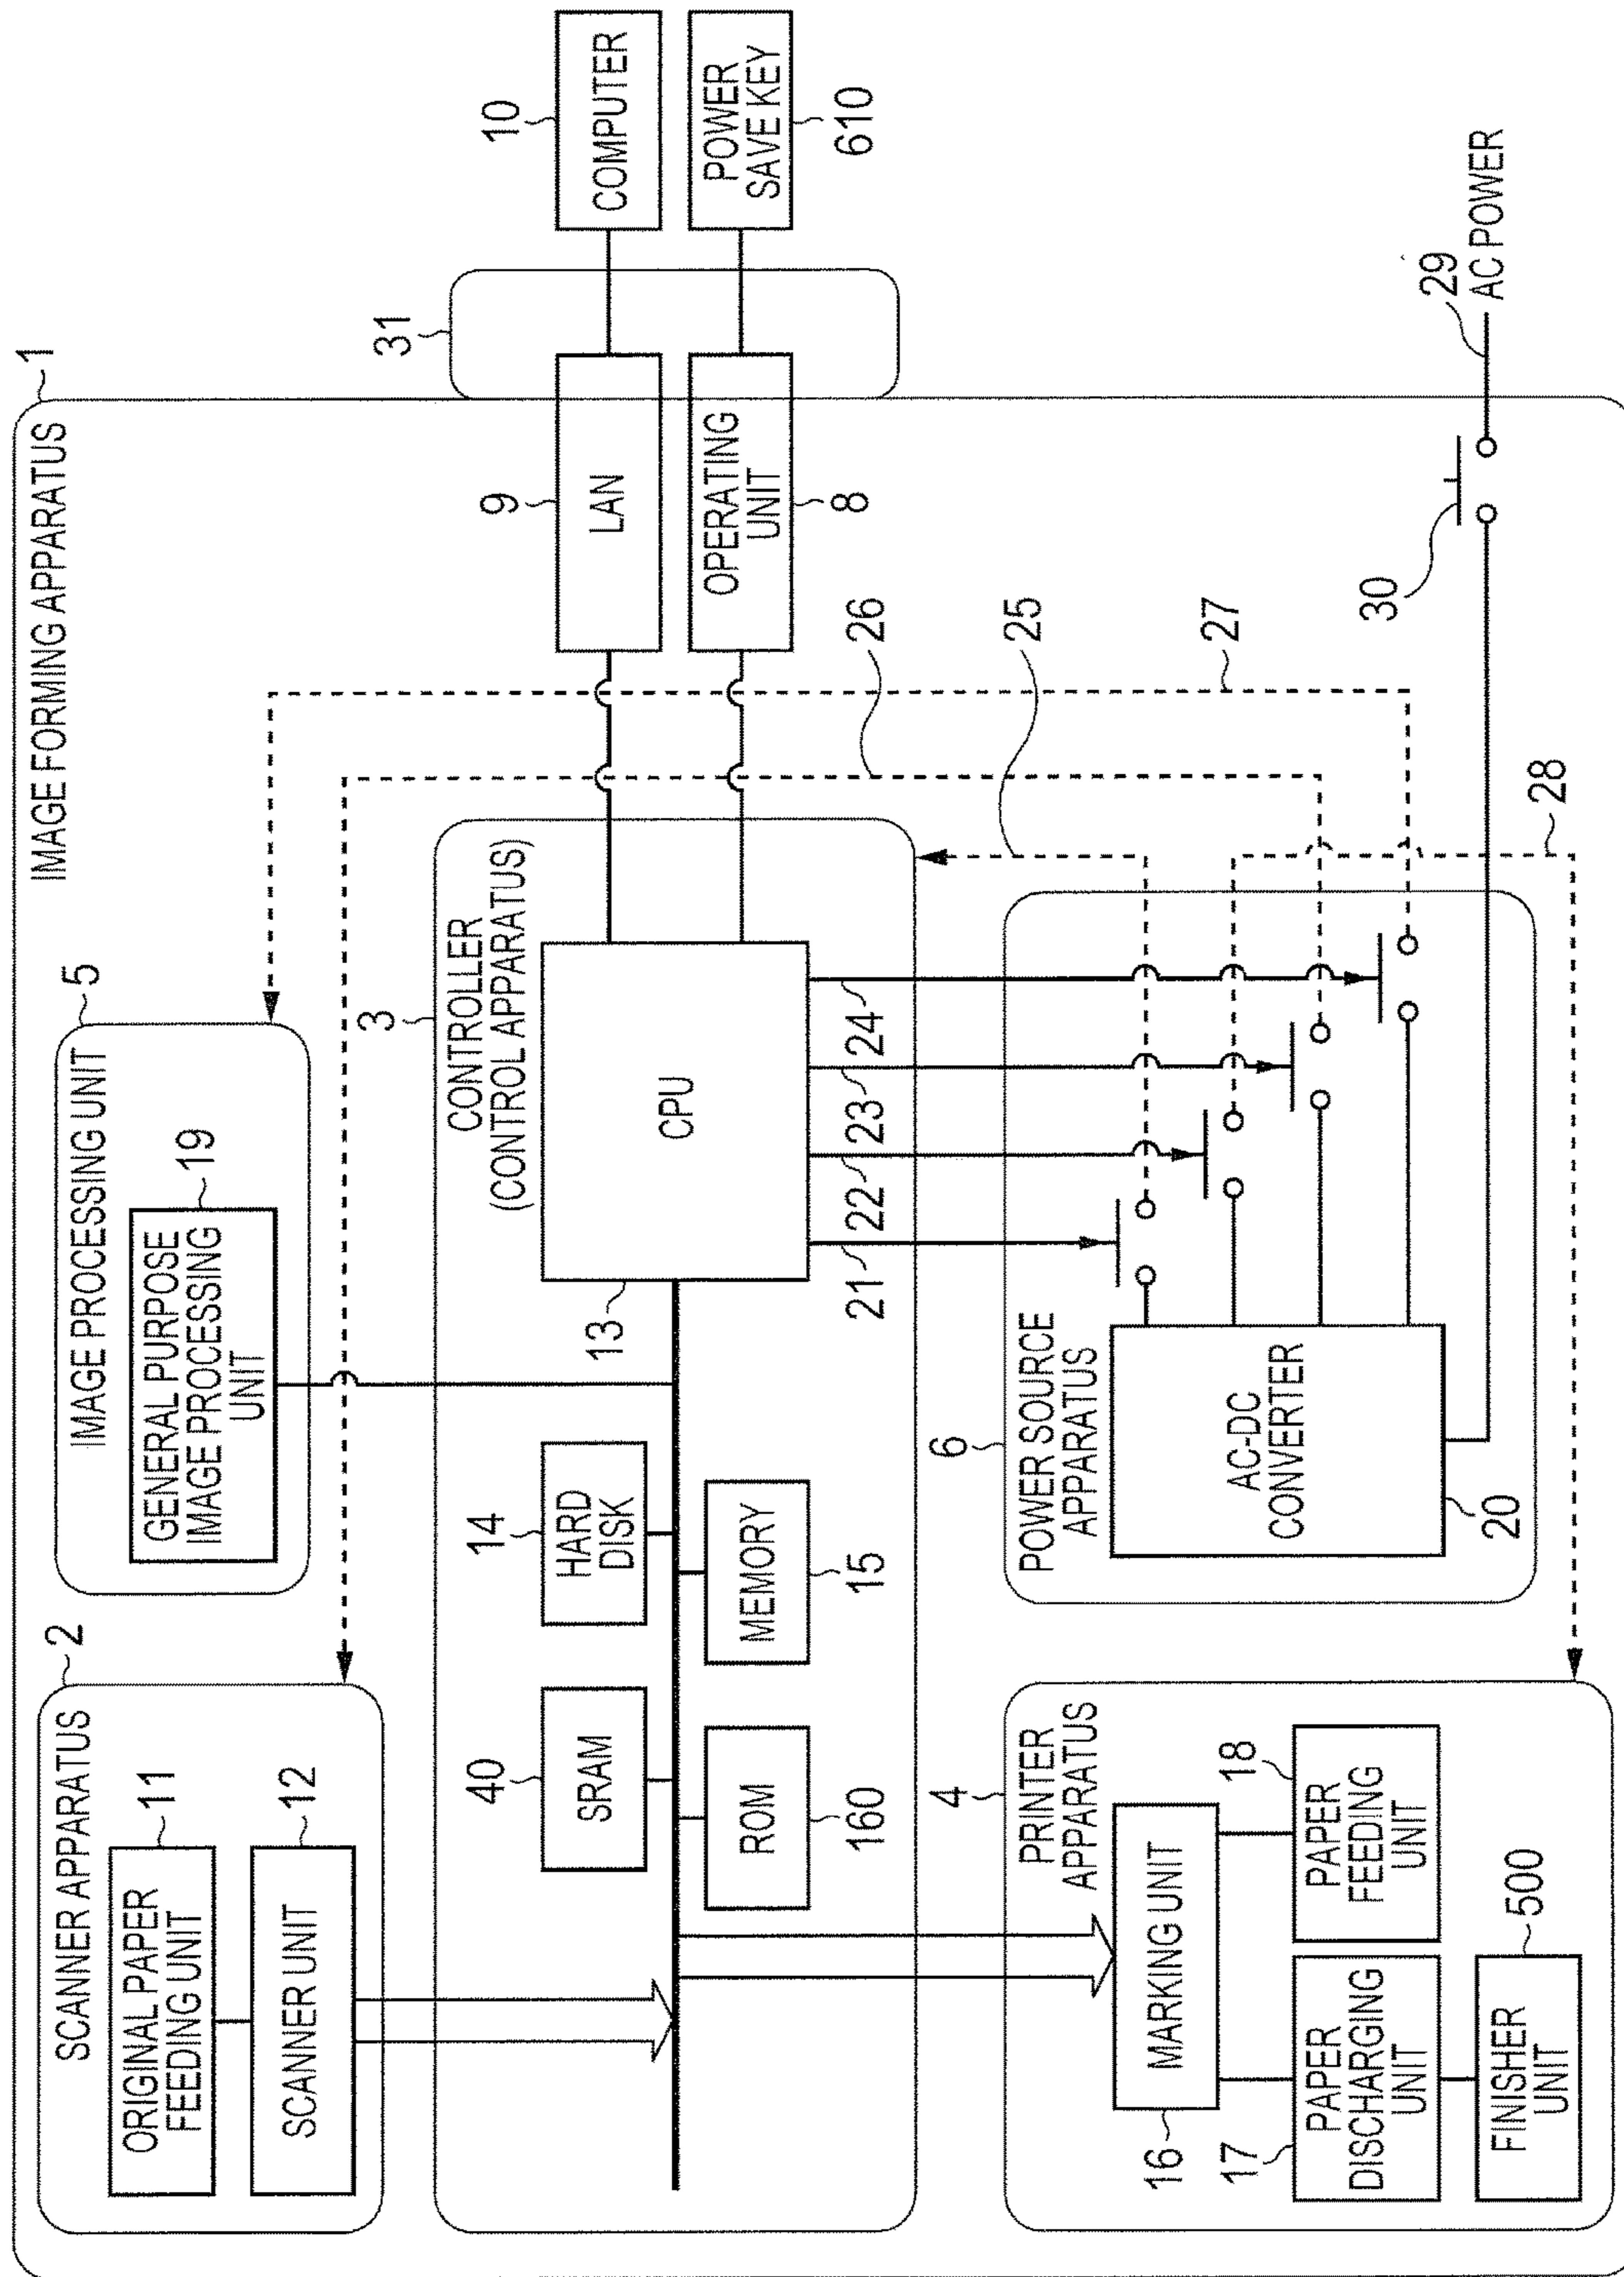 IMAGE FORMING APPARATUS
1
SCANNER APPARATUS
2
ORIGINAL PAPER
FEEDING UNIT
11
SCANNER UNIT
12
IMAGE PROCESSING UNIT
5
GENERAL PURPOSE
IMAGE PROCESSING
UNIT
19
3
CONTROLLER
(CONTROL APPARATUS)
40
SRAM
14
HARD
DISK
ROM
160
MEMORY
15
13
CPU
9
LAN
OPERATING
UNIT
8
31
10
COMPUTER
POWER
SAVE KEY
610
21
22
23
24
26
25
27
28
4
PRINTER
APPARATUS
MARKING UNIT
16
17
PAPER
DISCHARGING
UNIT
18
PAPER
FEEDING
UNIT
FINISHER
UNIT
500
6
POWER SOURCE
APPARATUS
AC-DC
CONVERTER
20
30
29
AC POWER